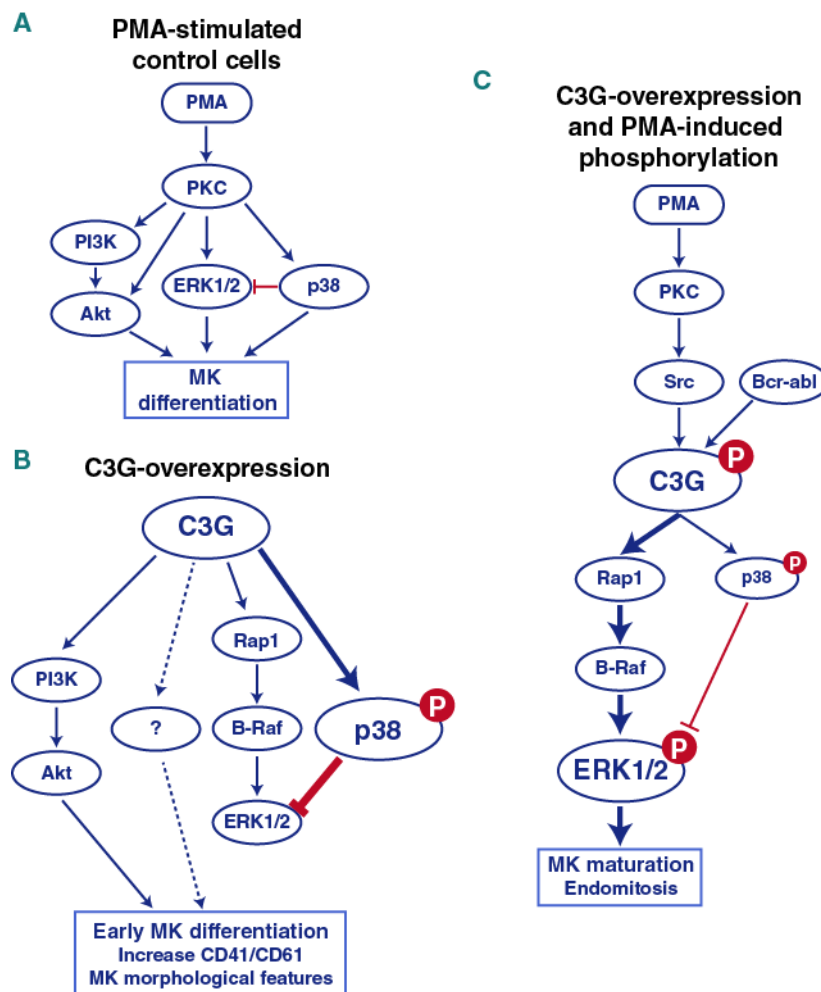 A
PMA-stimulated
control cells
PMA
PKC
PI3K
ERK1/2
p38
Akt
MK
differentiation
B
C3G-overexpression
C3G
Rap1
PI3K
?
B-Raf
p38
P
Akt
ERK1/2
Early MK differentiation
Increase CD41/CD61
MK morphological features
C
C3G-overexpression
and PMA-induced
phosphorylation
PMA
PKC
Src
Bcr-abl
C3G
P
Rap1
p38
P
B-Raf
ERK1/2
P
MK maturation
Endomitosis